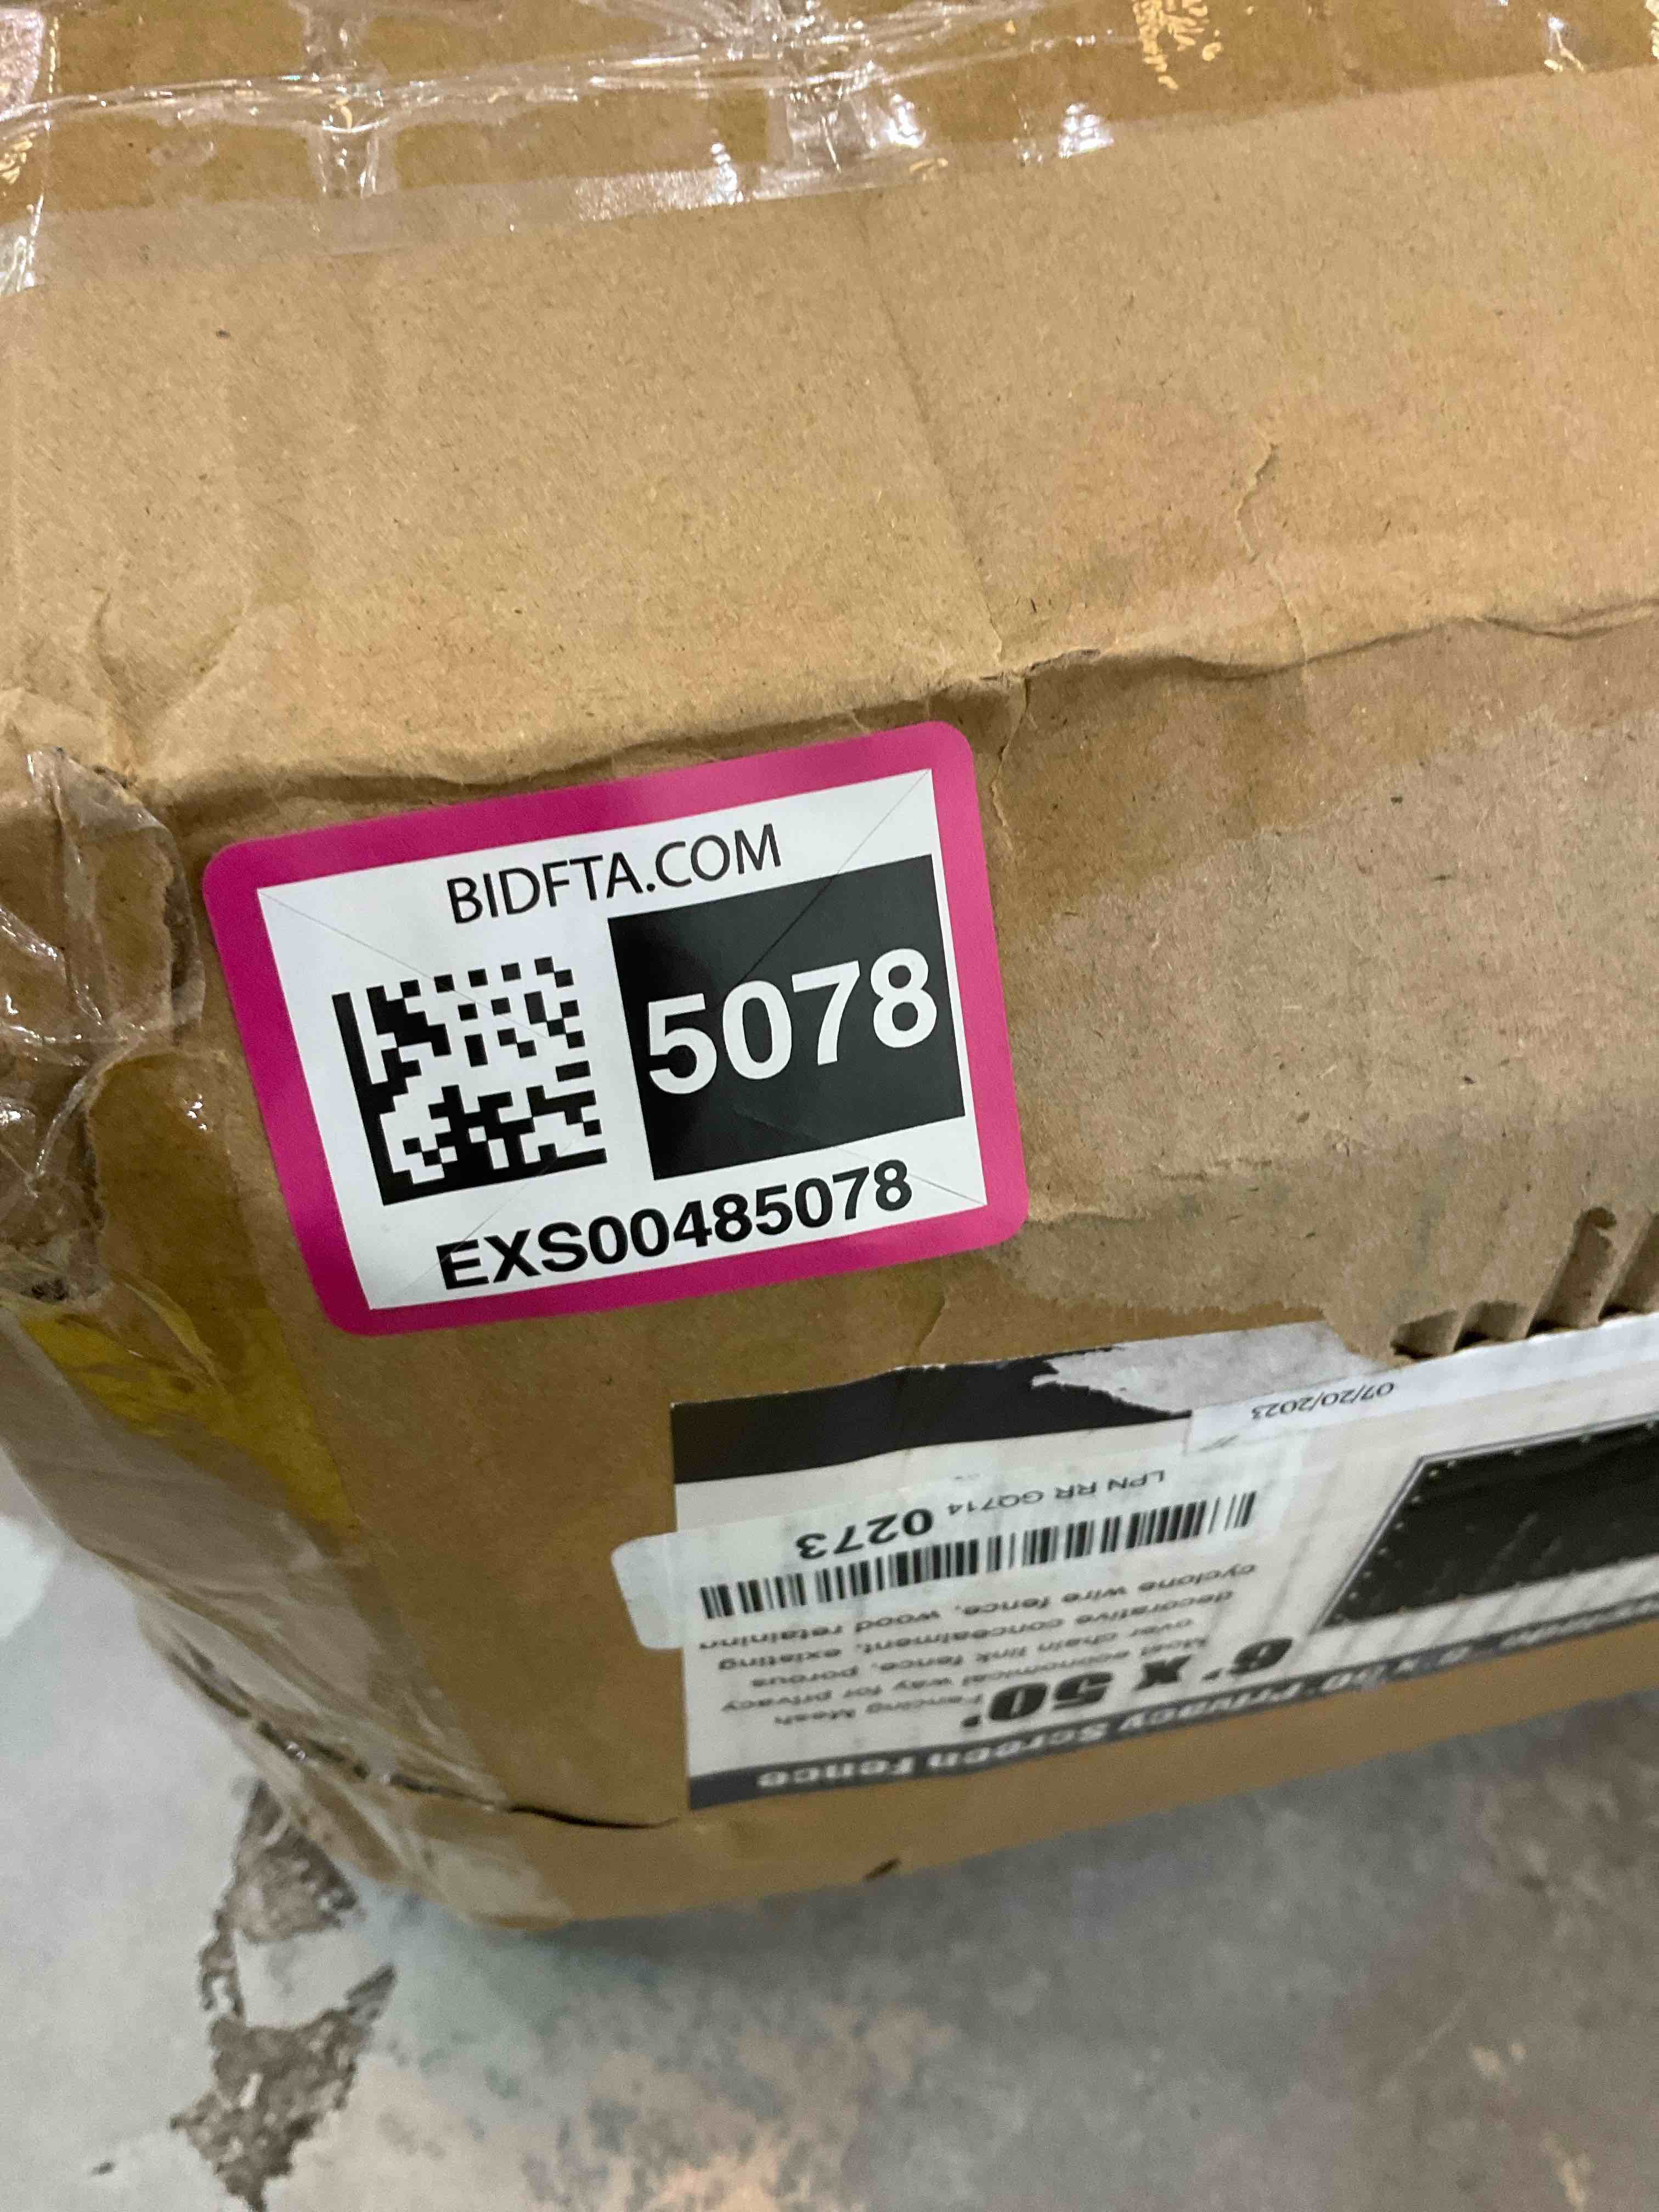 BIDFTA.COM
5078
EXS00485078
07/20/2023
LPN RR GQ714 0273
cyclone wire fence, wood retaining
decorative concealment, existing
over chain link fence, porous
Most economical way for privacy
Fencing Mesh
6' x 50'
Privacy Screen Fence